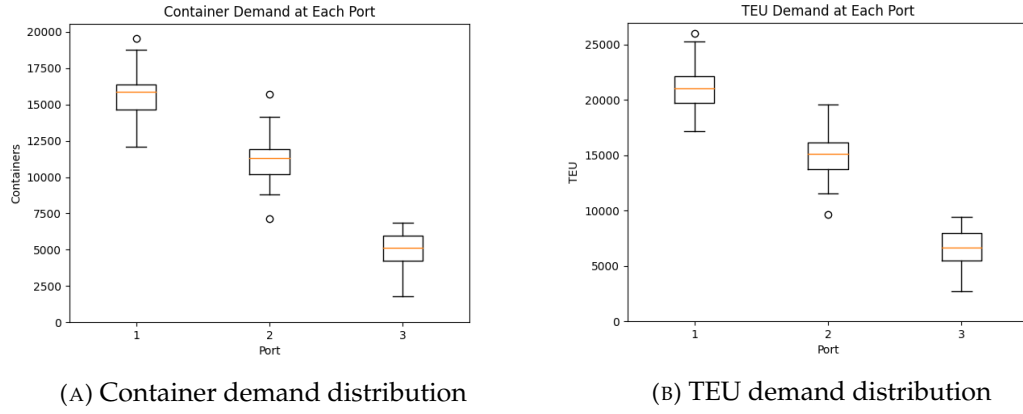 Container Demand at Each Port
20000
17500
15000
12500
10000
7500
5000
2500
0
Containers
1 2 3
Port
(A) Container demand distribution
TEU Demand at Each Port
25000
20000
15000
10000
5000
0
TEU
1 2 3
Port
(B) TEU demand distribution